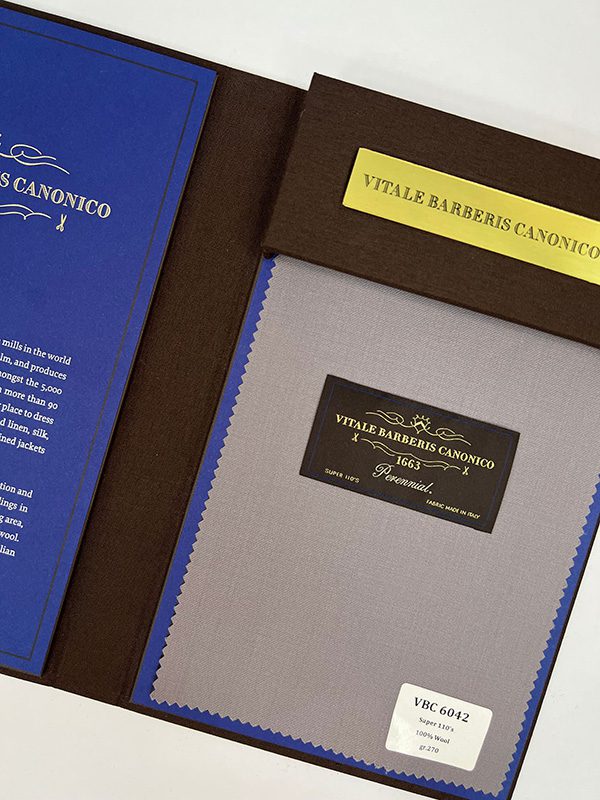 S CANONICO
mills in the world
lm, and produces
ongst the 5,000
more than 90
place to dress
d linen, silk,
ined jackets
tion and
dings in
g area,
wool.
lian
VITALE BARBERIS CANONICO
VITALE BARBERIS CANONICO
1663
Perennial.
SUPER 110'S
FABRIC MADE IN ITALY
VBC 6042
Super 110's
100% Wool
gr.270